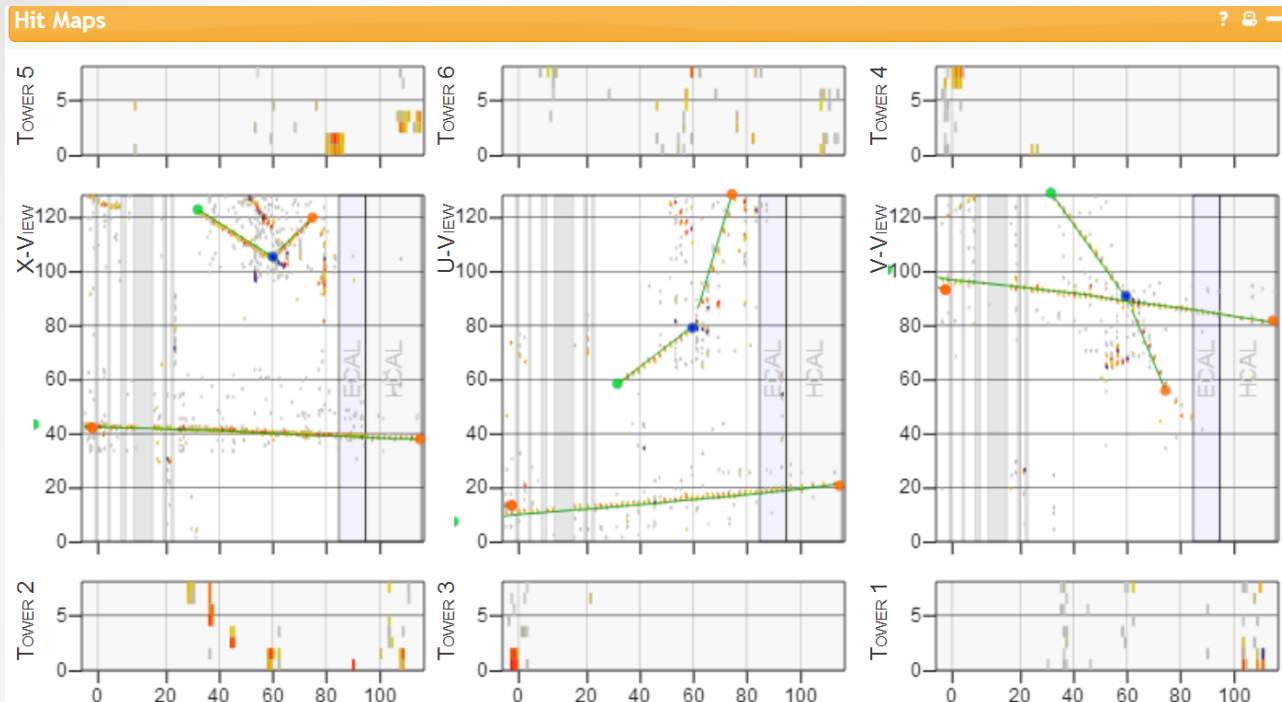 Hit Maps ?
TOWER 5 5 0
TOWER 6 5 0
TOWER 4 5 0
X-VIEW 120 100 80 60 40 20 0 ECAL HCAL
U-VIEW 120 100 80 60 40 20 0 ECAL HCAL
V-VIEW 120 100 80 60 40 20 0 ECAL HCAL
TOWER 2 5 0
TOWER 3 5 0
TOWER 1 5 0
0 20 40 60 80 100
0 20 40 60 80 100
0 20 40 60 80 100